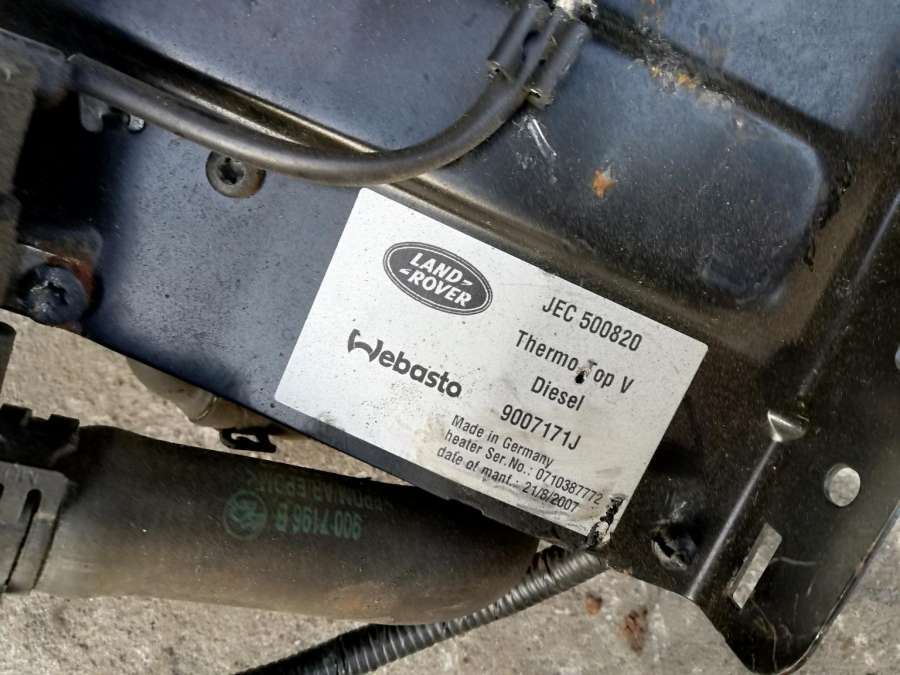 LAND-
-ROVER
JEC 500820
Webasto
Thermo Top V
Diesel
9007171J
Made in Germany
heater Ser.No.: 0710387772
date of manf.: 21/8/2007